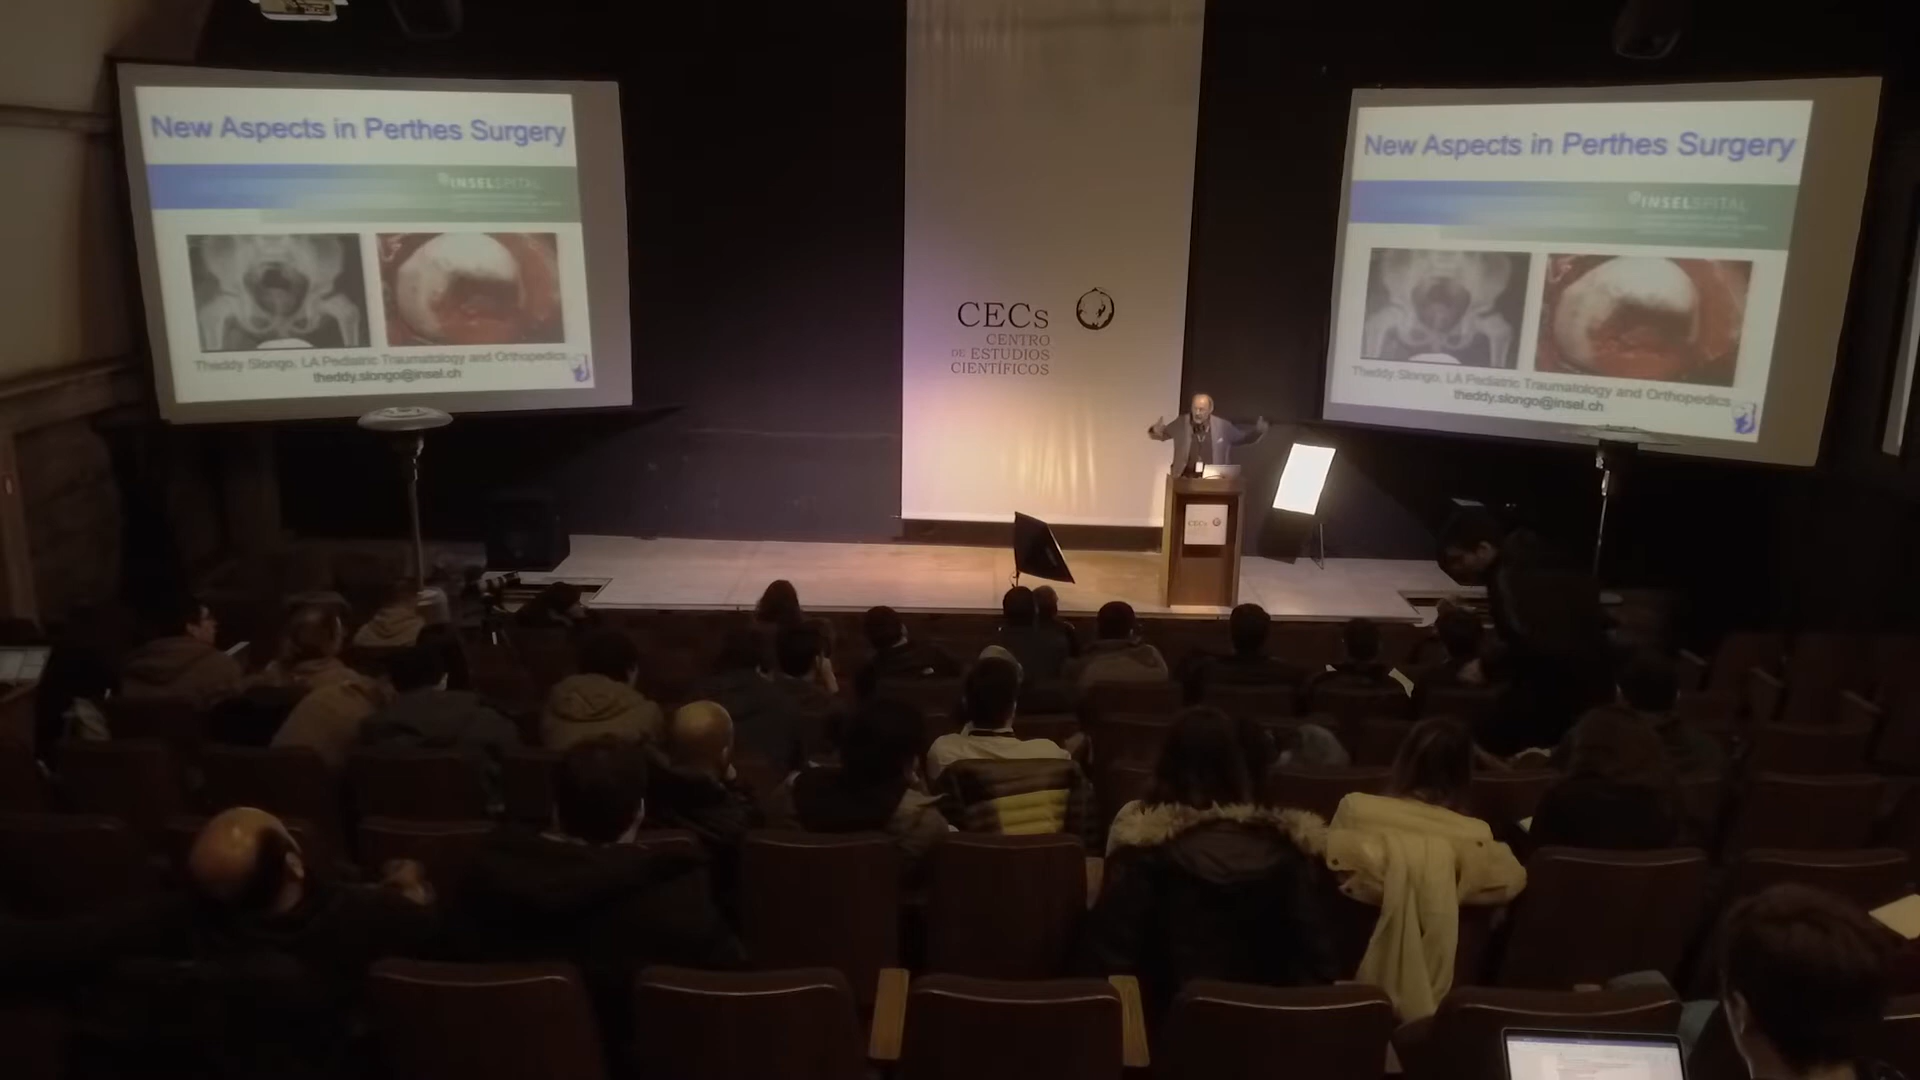 New Aspects in Perthes Surgery
INSELSPITAL
Theddy Slongo, LA Pediatric Traumatology and Orthopedics
theddy.slongo@insel.ch
CECs
CENTRO
DE ESTUDIOS
CIENTÍFICOS
CECs
New Aspects in Perthes Surgery
INSELSPITAL
Theddy Slongo, LA Pediatric Traumatology and Orthopedics
theddy.slongo@insel.ch